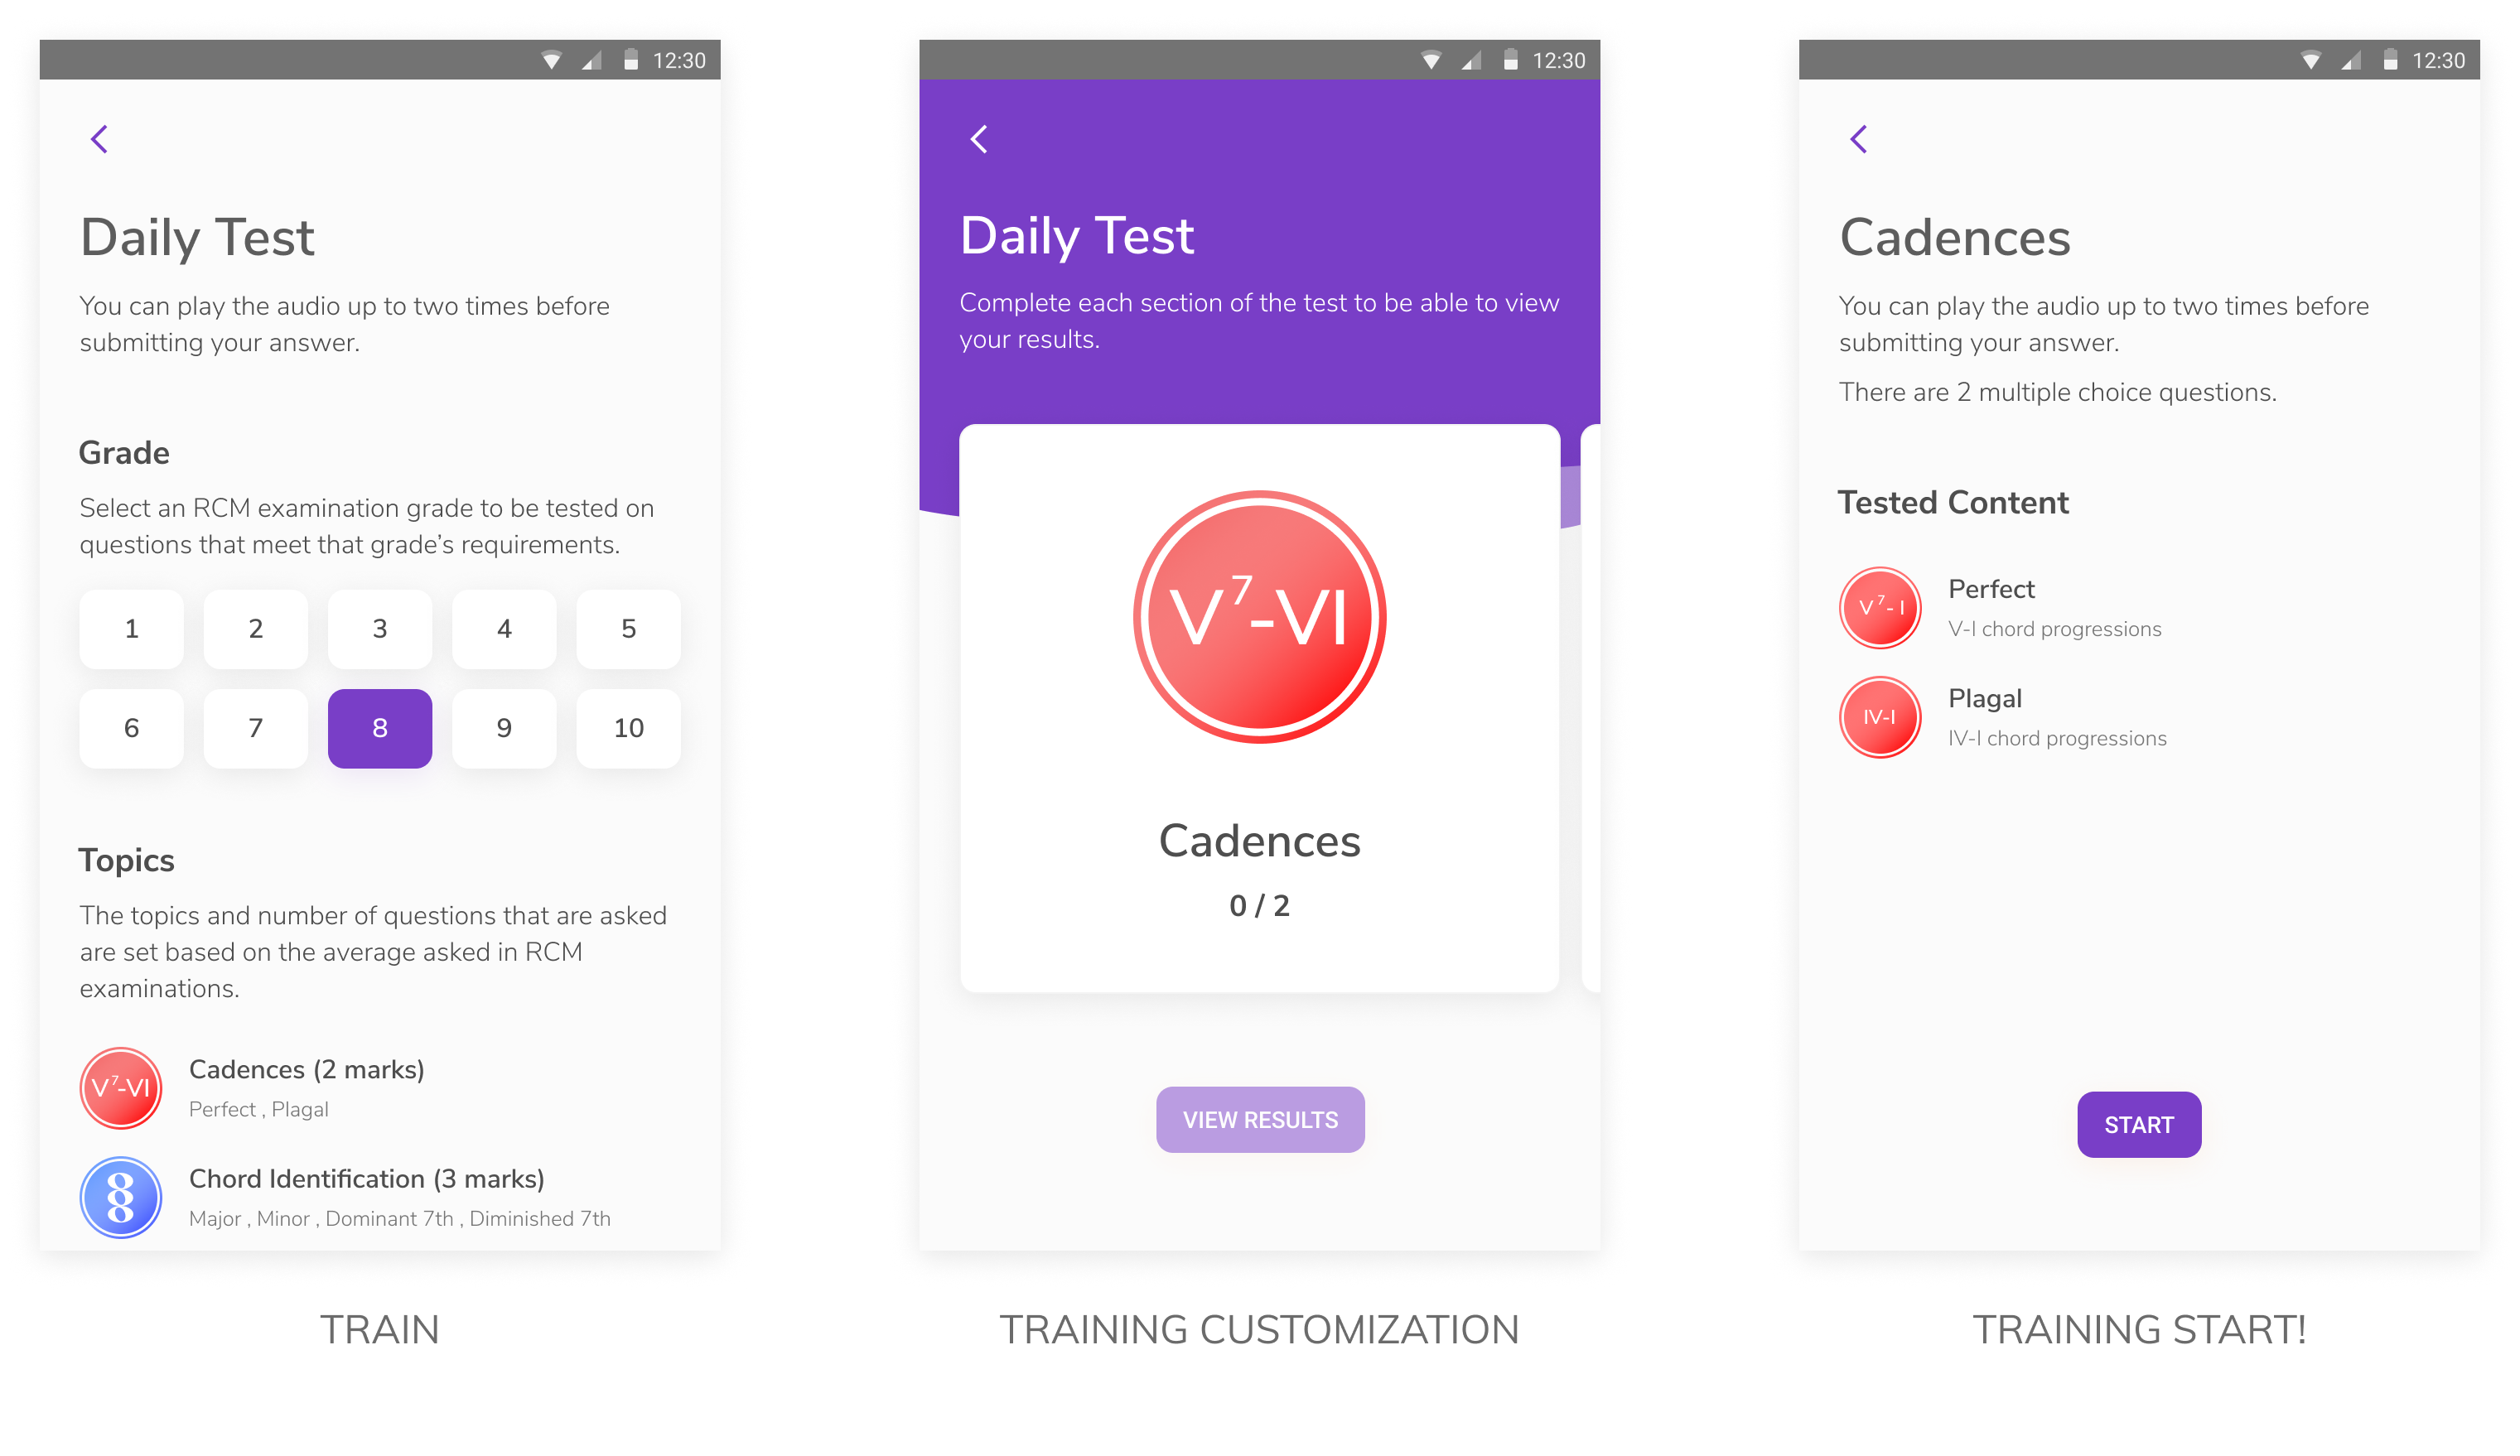 12:30
Daily Test
You can play the audio up to two times before
submitting your answer.
Grade
Select an RCM examination grade to be tested on
questions that meet that grade's requirements.
1 2 3 4 5
6 7 8 9 10
Topics
The topics and number of questions that are asked
are set based on the average asked in RCM
examinations.
V⁷-VI
Cadences (2 marks)
Perfect , Plagal
Chord Identification (3 marks)
Major , Minor , Dominant 7th , Diminished 7th
TRAIN
12:30
Daily Test
Complete each section of the test to be able to view
your results.
V⁷-VI
Cadences
0 / 2
VIEW RESULTS
TRAINING CUSTOMIZATION
12:30
Cadences
You can play the audio up to two times before
submitting your answer.
There are 2 multiple choice questions.
Tested Content
V⁷- I
Perfect
V-I chord progressions
IV-I
Plagal
IV-I chord progressions
START
TRAINING START!